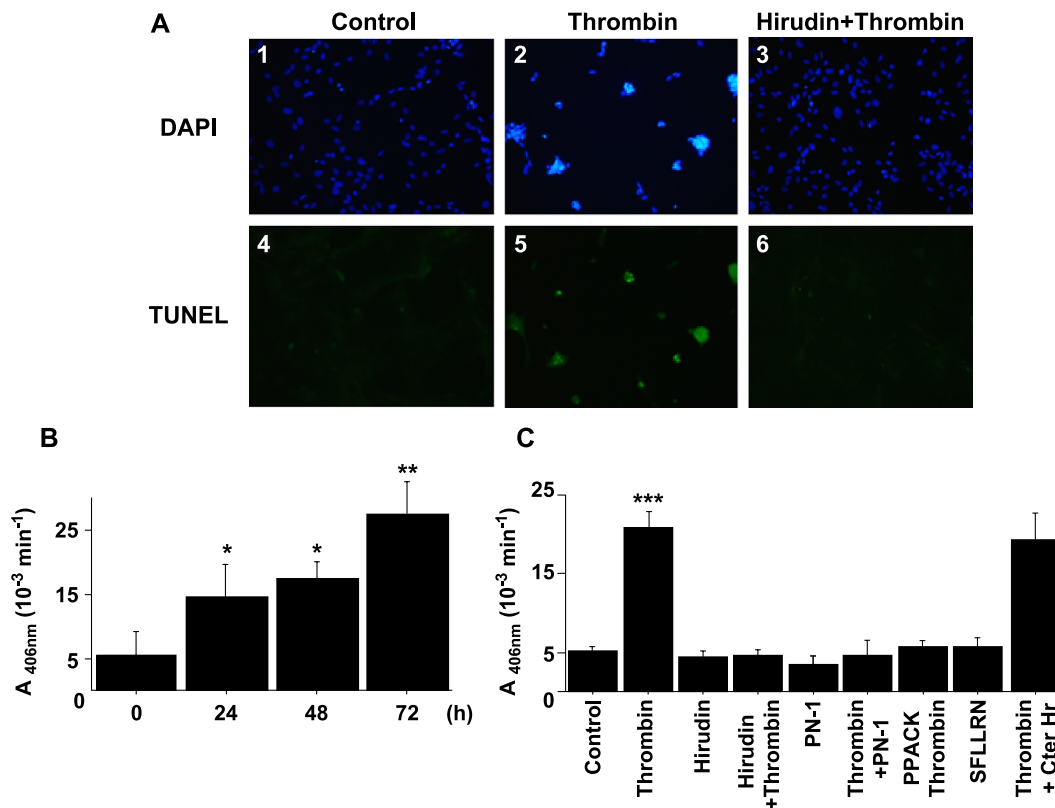 A
Control Thrombin Hirudin+Thrombin
1 2 3
DAPI
4 5 6
TUNEL
B
A 406nm (10⁻³ min⁻¹)
25
15
5
0
* * **
0 24 48 72 (h)
C
A 406nm (10⁻³ min⁻¹)
25
15
5
0
***
Control
Thrombin
Hirudin
Hirudin
+Thrombin
PN-1
Thrombin
+PN-1
PPACK
Thrombin
SFLLRN
Thrombin
+ Cter Hr